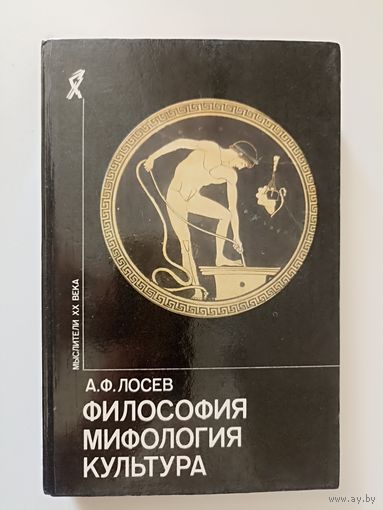 МЫСЛИТЕЛИ XX ВЕКА
А.Ф.ЛОСЕВ
ФИЛОСОФИЯ
МИФОЛОГИЯ
КУЛЬТУРА
www.ay.by